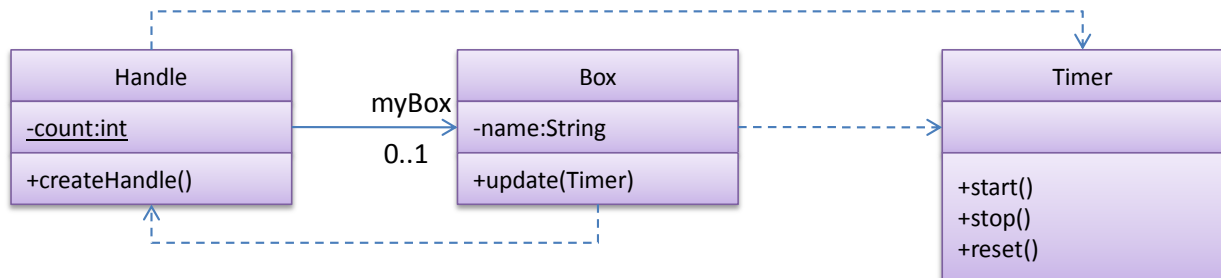 Handle
-count:int
+createHandle()
myBox
0..1
Box
-name:String
+update(Timer)
Timer
+start()
+stop()
+reset()